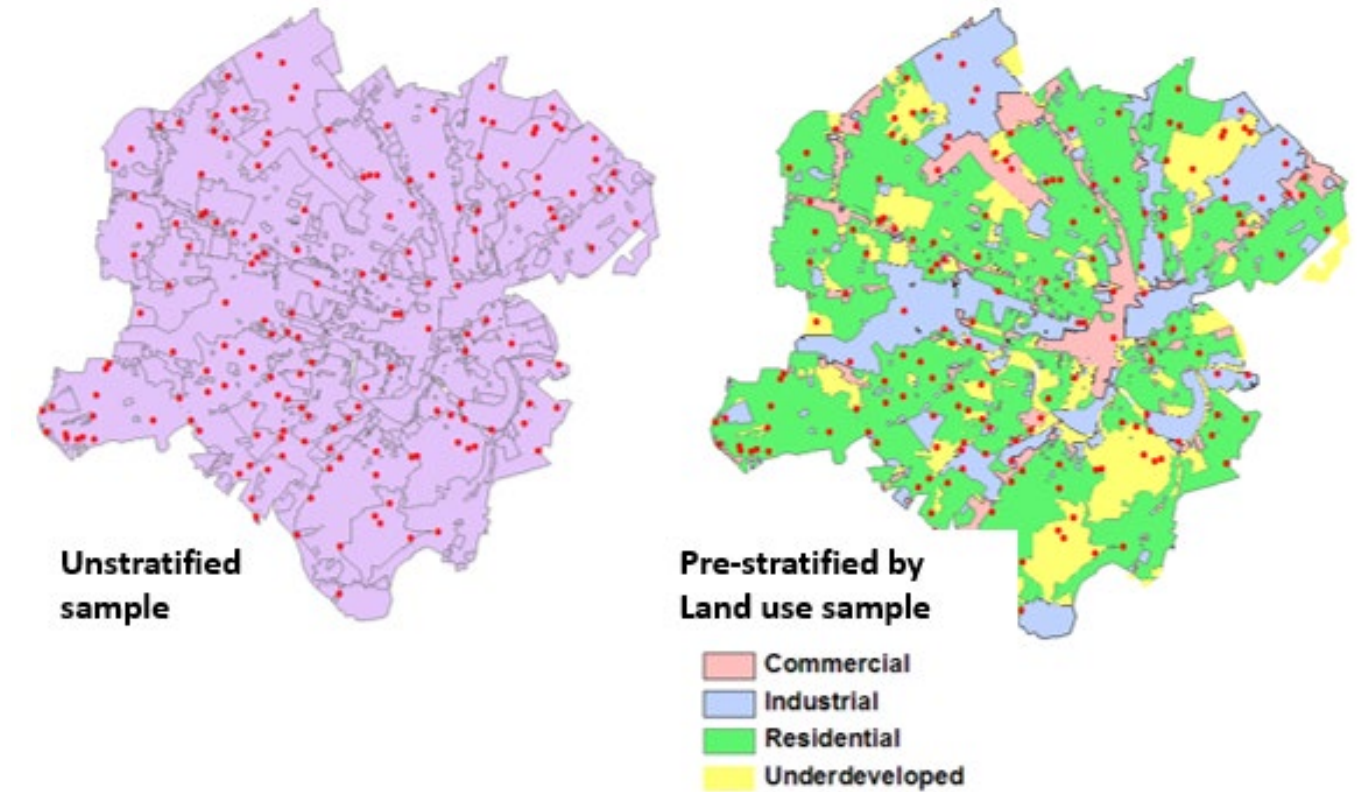 Unstratified
sample
Pre-stratified by
Land use sample
Commercial
Industrial
Residential
Underdeveloped